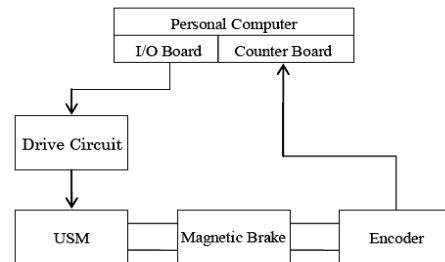 Personal Computer
I/O Board
Counter Board
Drive Circuit
USM
Magnetic Brake
Encoder